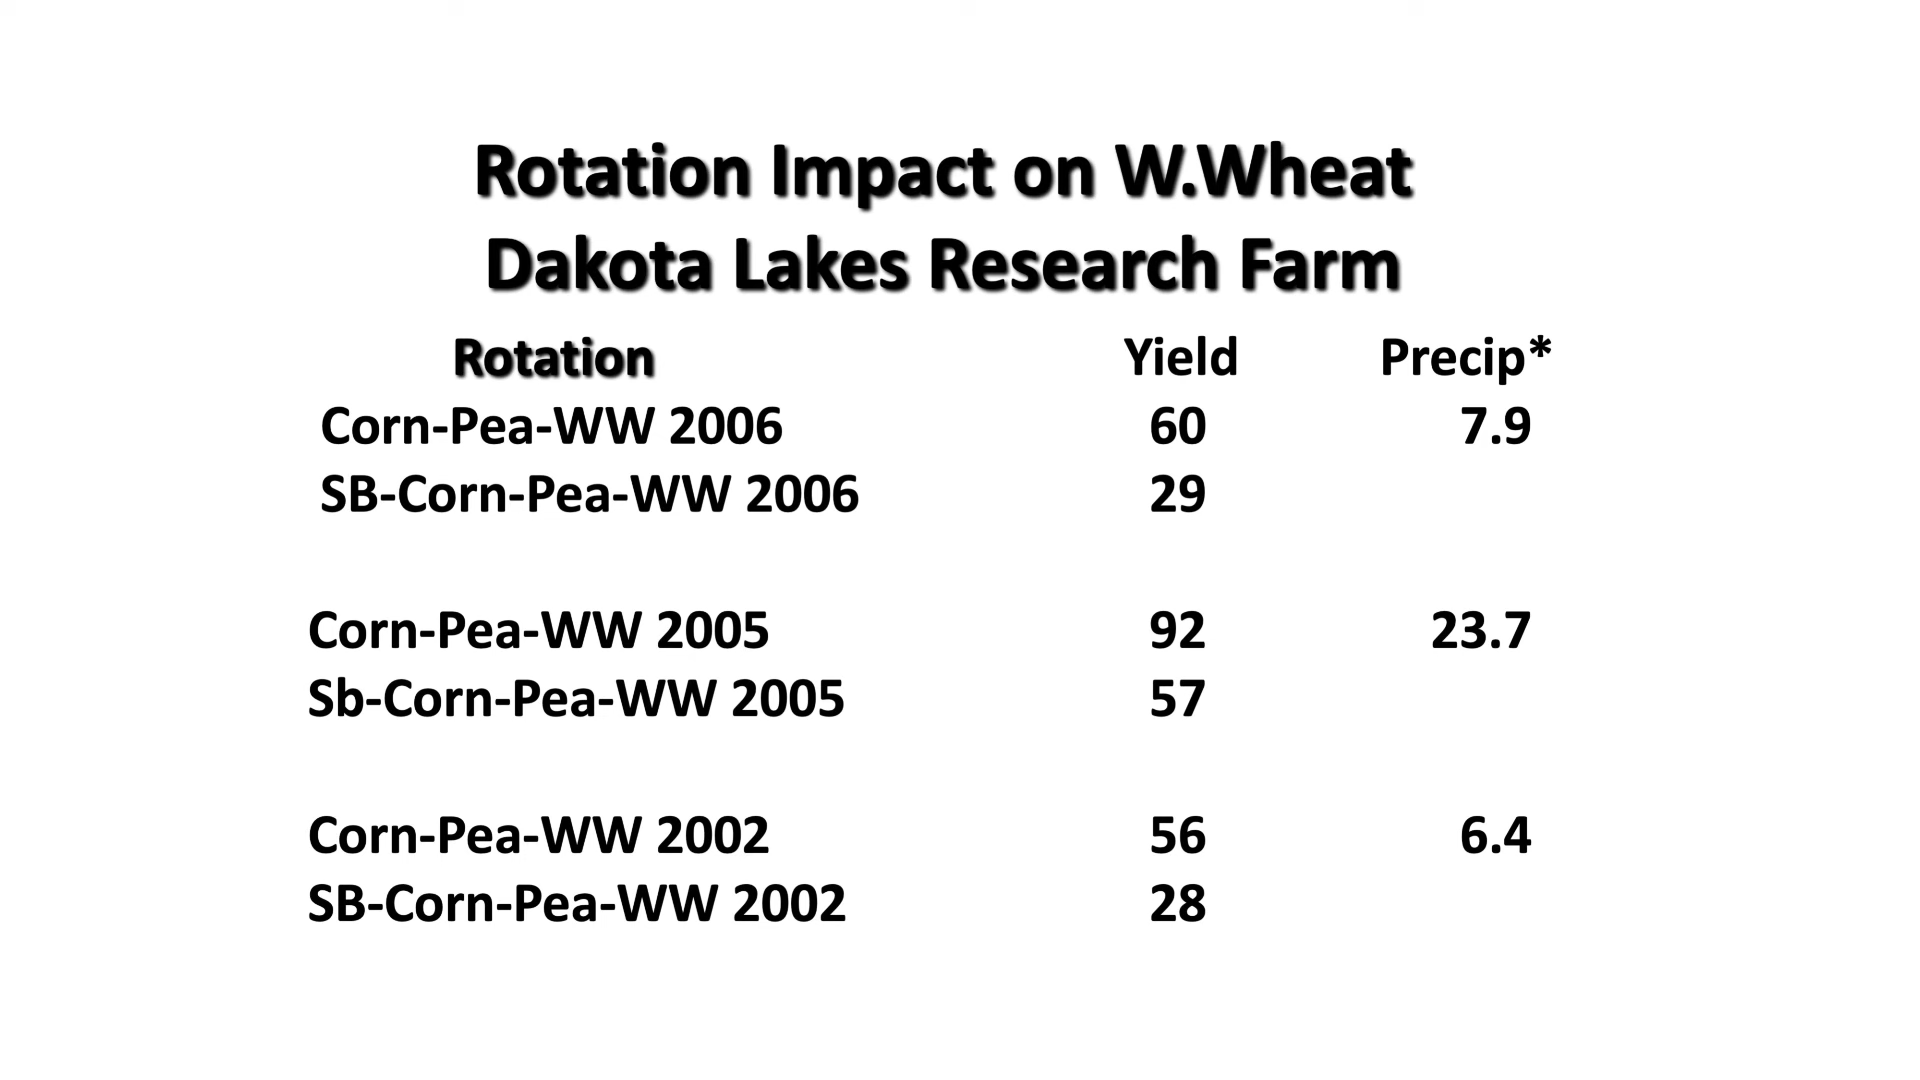 Rotation Impact on W.Wheat
Dakota Lakes Research Farm
Rotation Yield Precip*
Corn-Pea-WW 2006 60 7.9
SB-Corn-Pea-WW 2006 29
Corn-Pea-WW 2005 92 23.7
Sb-Corn-Pea-WW 2005 57
Corn-Pea-WW 2002 56 6.4
SB-Corn-Pea-WW 2002 28